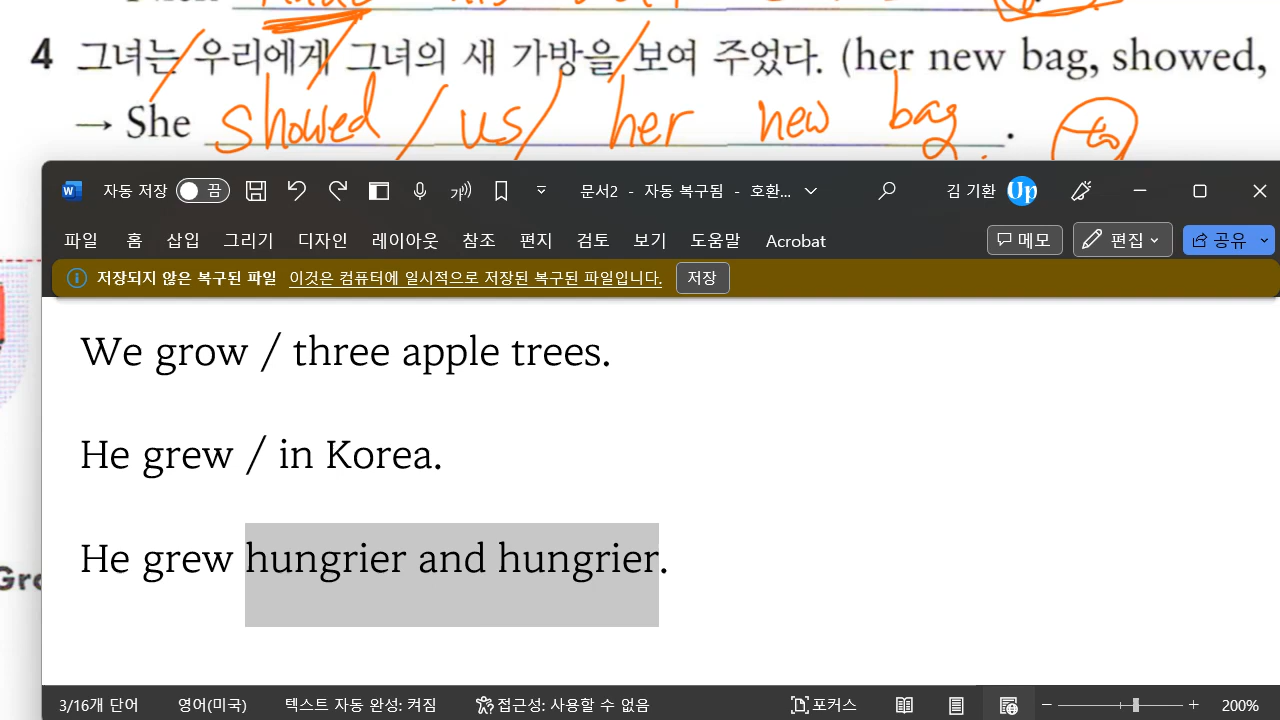 4 그녀는/우리에게/그녀의 새 가방을/보여 주었다. (her new bag, showed,
→ She showed / us / her new bag. to
자동 저장 끔 문서2 - 자동 복구됨 - 호환... 김 기환 Up
파일 홈 삽입 그리기 디자인 레이아웃 참조 편지 검토 보기 도움말 Acrobat 메모 편집 공유
저장되지 않은 복구된 파일 이것은 컴퓨터에 일시적으로 저장된 복구된 파일입니다. 저장
We grow / three apple trees.
He grew / in Korea.
He grew hungrier and hungrier.
3/16개 단어 영어(미국) 텍스트 자동 완성: 켜짐 접근성: 사용할 수 없음 포커스 200%